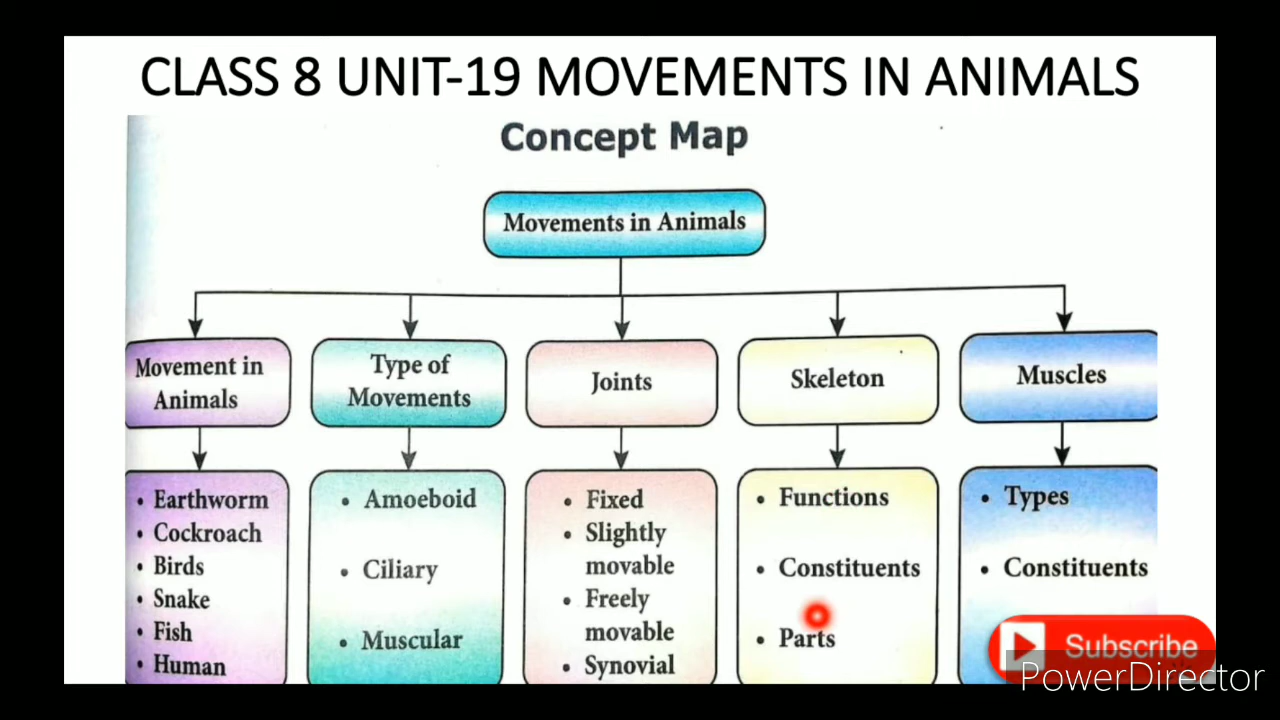 CLASS 8 UNIT-19 MOVEMENTS IN ANIMALS
Concept Map
Movements in Animals
Movement in
Animals
Type of
Movements
Joints
Skeleton
Muscles
• Earthworm
• Cockroach
• Birds
• Snake
• Fish
• Human
• Amoeboid
• Ciliary
• Muscular
• Fixed
• Slightly
movable
• Freely
movable
• Synovial
• Functions
• Constituents
• Parts
• Types
• Constituents
Subscribe
PowerDirector